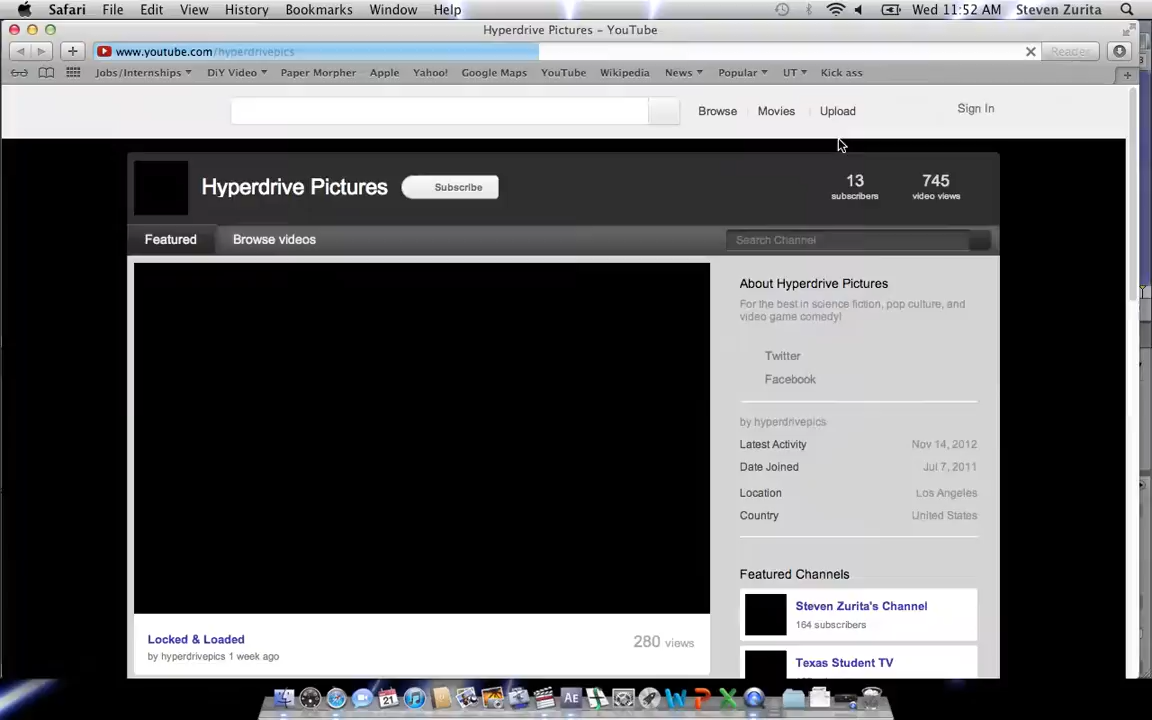 Safari File Edit View History Bookmarks Window Help Wed 11:52 AM Steven Zurita
Hyperdrive Pictures – YouTube
www.youtube.com/hyperdrivepics Reader
Jobs/Internships DiY Video Paper Morpher Apple Yahoo! Google Maps YouTube Wikipedia News Popular UT Kick ass
Browse Movies Upload Sign In
Hyperdrive Pictures Subscribe
13 745
subscribers video views
Featured Browse videos Search Channel
About Hyperdrive Pictures
For the best in science fiction, pop culture, and
video game comedy!
Twitter
Facebook
by hyperdrivepics
Latest Activity Nov 14, 2012
Date Joined Jul 7, 2011
Location Los Angeles
Country United States
Featured Channels
Steven Zurita's Channel
164 subscribers
Texas Student TV
Locked & Loaded 280 views
by hyperdrivepics 1 week ago
21
AE